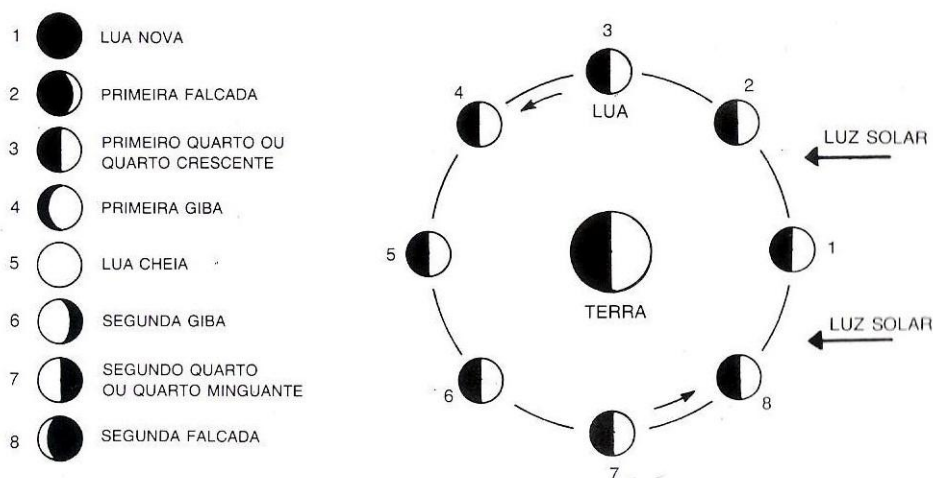 1 LUA NOVA
2 PRIMEIRA FALCADA
3 PRIMEIRO QUARTO OU
QUARTO CRESCENTE
4 PRIMEIRA GIBA
5 LUA CHEIA
6 SEGUNDA GIBA
7 SEGUNDO QUARTO
OU QUARTO MINGUANTE
8 SEGUNDA FALCADA
3
LUA
4
2
LUZ SOLAR
5
1
TERRA
LUZ SOLAR
6
8
7